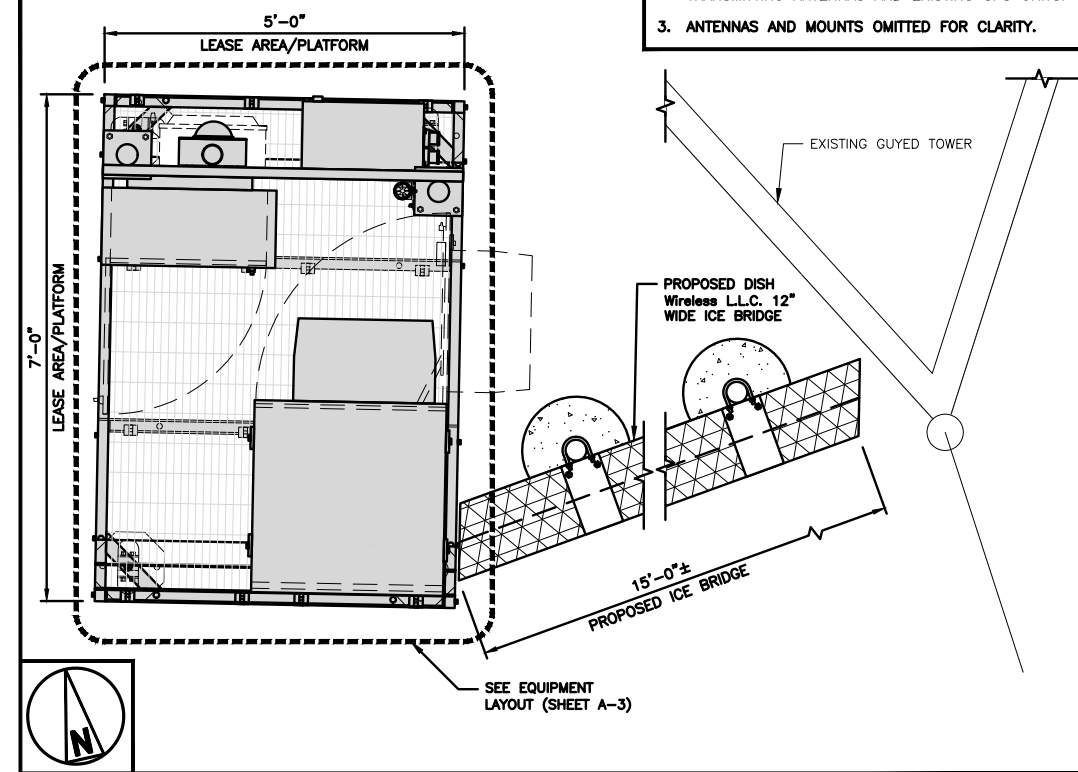 3. ANTENNAS AND MOUNTS OMITTED FOR CLARITY.
5'-0"
LEASE AREA/PLATFORM
7'-0"
LEASE AREA/PLATFORM
EXISTING GUYED TOWER
PROPOSED DISH
Wireless L.L.C. 12"
WIDE ICE BRIDGE
15'-0"±
PROPOSED ICE BRIDGE
SEE EQUIPMENT
LAYOUT (SHEET A-3)
N